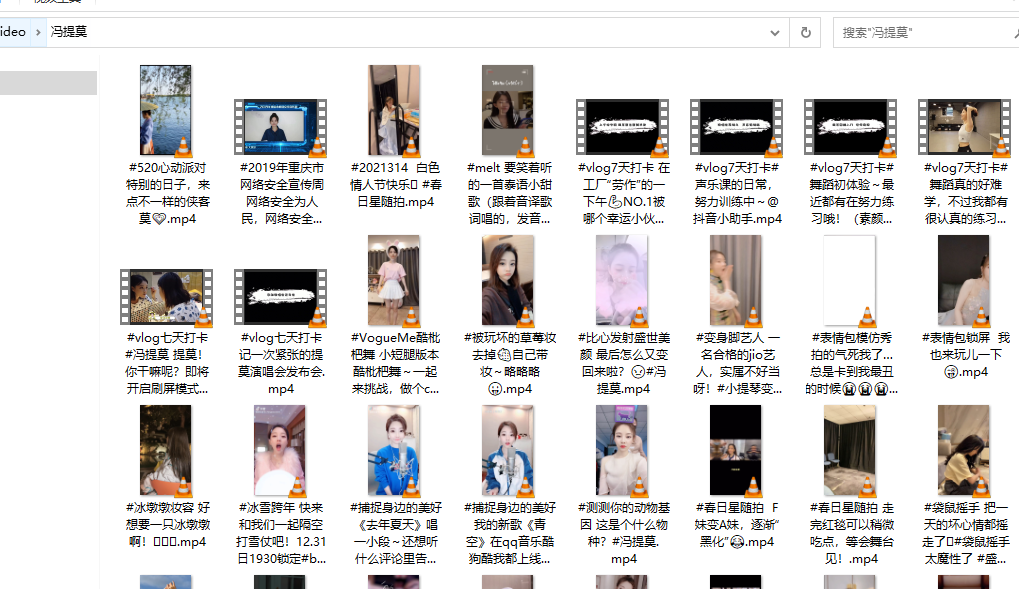 ideo > 冯提莫
搜索"冯提莫"
#520心动派对
特别的日子，来
点不一样的侠客
莫💛.mp4
#2019年重庆市
网络安全宣传周
网络安全为人
民，网络安全...
#2021314 白色
情人节快乐 #春
日星随拍.mp4
#melt 要笑着听
的一首泰语小甜
歌（跟着音译歌
词唱的，发音...
#vlog7天打卡 在
工厂“劳作”的一
下午💪NO.1被
哪个幸运小伙...
#vlog7天打卡#
声乐课的日常，
努力训练中～@
抖音小助手.mp4
#vlog7天打卡#
舞蹈初体验～最
近都有在努力练
习哦！（素颜...
#vlog7天打卡#
舞蹈真的好难
学，不过我都有
很认真的练习...
#vlog七天打卡
#冯提莫 提莫！
你干嘛呢？即将
开启刷屏模式...
#vlog七天打卡
记一次紧张的提
莫演唱会发布会.
mp4
#VogueMe酷枇
杷舞 小短腿版本
酷枇杷舞～一起
来挑战，做个c...
#被玩坏的草莓妆
去掉🍓自己带
妆～略略略
😛.mp4
#比心发射盛世美
颜 最后怎么又变
回来啦？#冯
提莫.mp4
#变身脚艺人 一
名合格的jio艺
人，实属不好当
呀！#小提琴变...
#表情包模仿秀
拍的气死我了...
总是卡到我最丑
的时候😭😭😭...
#表情包锁屏 我
也来玩儿一下
.mp4
#冰墩墩妆容 好
想要一只冰墩墩
啊！.mp4
#冰雪跨年 快来
和我们一起隔空
打雪仗吧！12.31
日1930锁定#b...
#捕捉身边的美好
《去年夏天》唱
一小段～还想听
什么评论里告...
#捕捉身边的美好
我的新歌《青
空》在qq音乐酷
狗酷我都上线...
#测测你的动物基
因 这是个什么物
种？#冯提莫.
mp4
#春日星随拍 F
妹变A妹，逐渐“
黑化”😂.mp4
#春日星随拍 走
完红毯可以稍微
吃点，等会舞台
见！.mp4
#袋鼠摇手 把一
天的坏心情都摇
走了#袋鼠摇手
太魔性了 #盛...